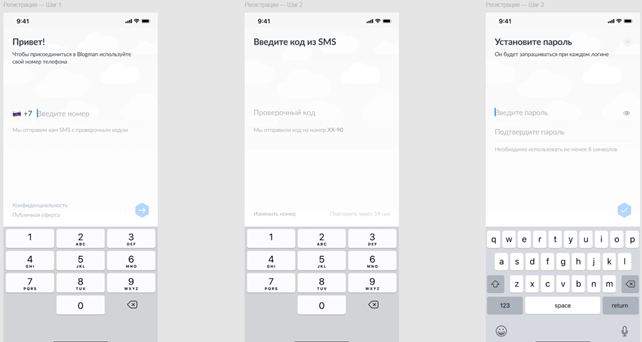 Регистрация — Шаг 1
9:41
Привет!
Чтобы присоединиться в Blogman используйте
свой номер телефона
+7 Введите номер
Мы отправим вам SMS с проверочным кодом
Конфиденциальность
Публичная оферта
1
2 ABC
3 DEF
4 GHI
5 JKL
6 MNO
7 PQRS
8 TUV
9 WXYZ
0
Регистрация — Шаг 2
9:41
Введите код из SMS
Проверочный код
Мы отправили код на номер XX-90
Изменить номер
Повторить через 59 сек
1
2 ABC
3 DEF
4 GHI
5 JKL
6 MNO
7 PQRS
8 TUV
9 WXYZ
0
Регистрация — Шаг 3
9:41
Установите пароль
Он будет запрашиваться при каждом логине
Введите пароль
Подтвердите пароль
Необходимо использовать не менее 8 символов
q w e r t y u i o p
a s d f g h j k l
z x c v b n m
123 space return